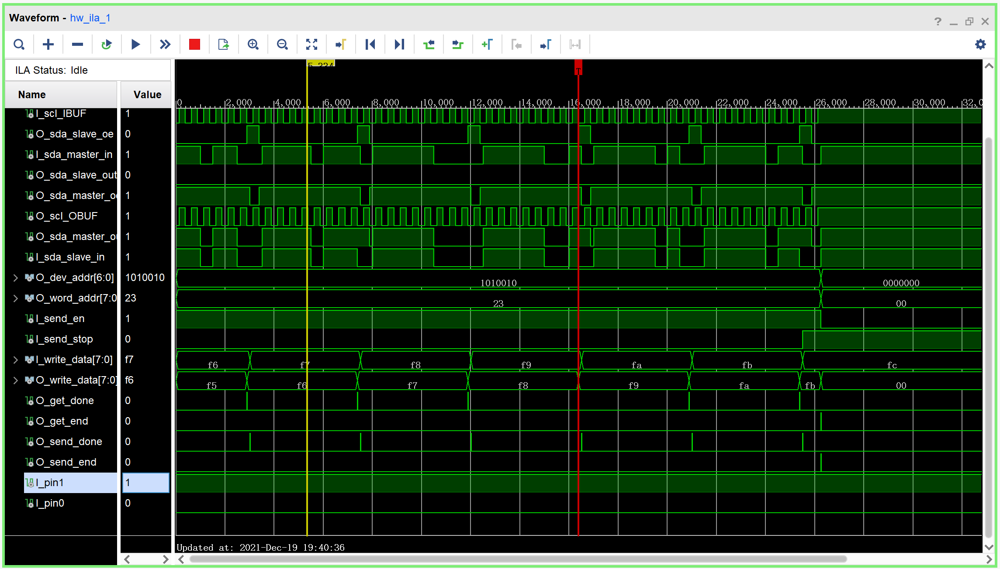 Waveform - hw_ila_1
ILA Status: Idle
Name Value
5,334
T
0 2,000 4,000 6,000 8,000 10,000 12,000 14,000 16,000 18,000 20,000 22,000 24,000 26,000 28,000 30,000 32,0
I_scl_IBUF 1
O_sda_slave_oe 0
I_sda_master_in 1
O_sda_slave_out 0
O_sda_master_oe 1
O_scl_OBUF 1
O_sda_master_ou 1
I_sda_slave_in 1
O_dev_addr[6:0] 1010010 1010010 0000000
O_word_addr[7:0 23 23 00
I_send_en 1
I_send_stop 0
I_write_data[7:0] f7 f6 f7 f8 f9 fa fb fc
O_write_data[7:0] f6 f5 f6 f7 f8 f9 fa fb 00
O_get_done 0
O_get_end 0
O_send_done 0
O_send_end 0
I_pin1 1
I_pin0 0
Updated at: 2021-Dec-19 19:40:36